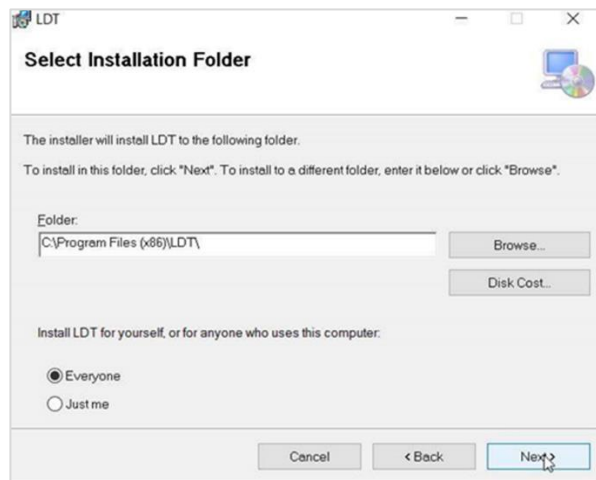 LDT
Select Installation Folder
The installer will install LDT to the following folder.
To install in this folder, click "Next". To install to a different folder, enter it below or click "Browse".
Folder:
C:\Program Files (x86)\LDT\
Browse...
Disk Cost...
Install LDT for yourself, or for anyone who uses this computer:
Everyone
Just me
Cancel
< Back
Next >